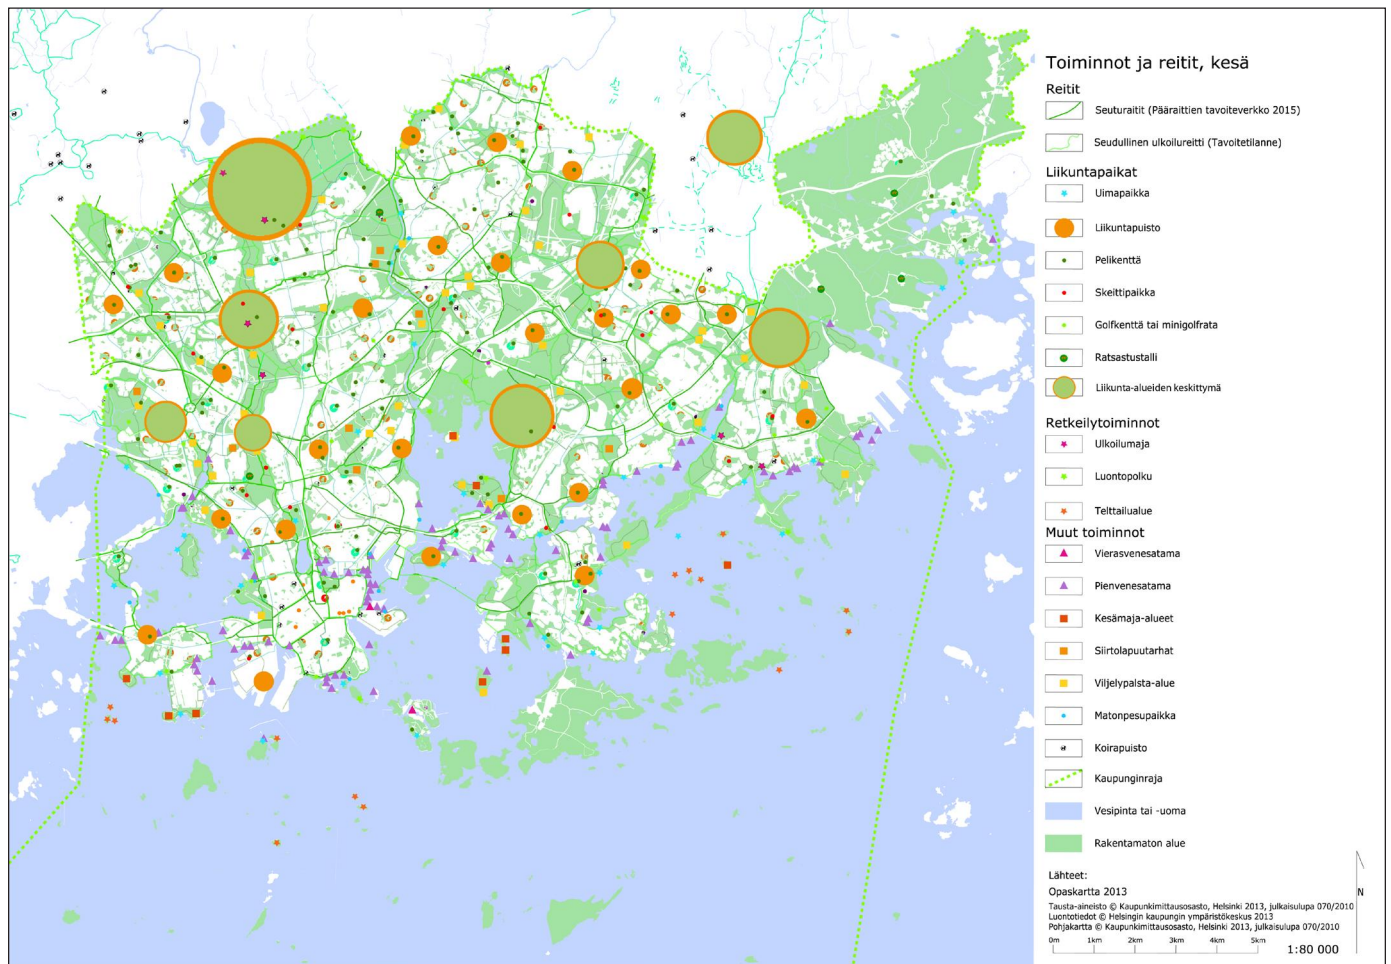 Toiminnot ja reitit, kesä
Reitit
Seuturaitit (Pääraittien tavoiteverkko 2015)
Seudullinen ulkoilureitti (Tavoitetilanne)
Liikuntapaikat
Uimapaikka
Liikuntapuisto
Pelikenttä
Skeittipaikka
Golfkenttä tai minigolfrata
Ratsastustalli
Liikunta-alueiden keskittymä
Retkeilytoiminnot
Ulkoilumaja
Luontopolku
Telttailualue
Muut toiminnot
Vierasvenesatama
Pienvenesatama
Kesämaja-alueet
Siirtolapuutarhat
Viljelypalsta-alue
Matonpesupaikka
Koirapuisto
Kaupunginraja
Vesipinta tai -uoma
Rakentamaton alue
Lähteet:
Opaskartta 2013
Tausta-aineisto © Kaupunkimittausosasto, Helsinki 2013, julkaisulupa 070/2010
Luontotiedot © Helsingin kaupungin ympäristökeskus 2013
Pohjakartta © Kaupunkimittausosasto, Helsinki 2013, julkaisulupa 070/2010
N
0m 1km 2km 3km 4km 5km
1:80 000